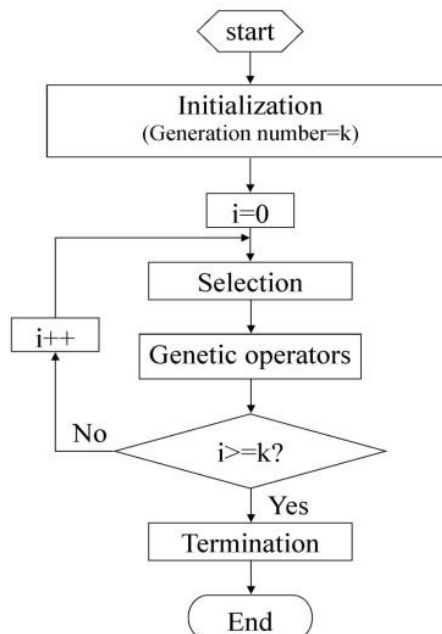 start
Initialization
(Generation number=k)
i=0
Selection
i++
Genetic operators
No
i>=k?
Yes
Termination
End